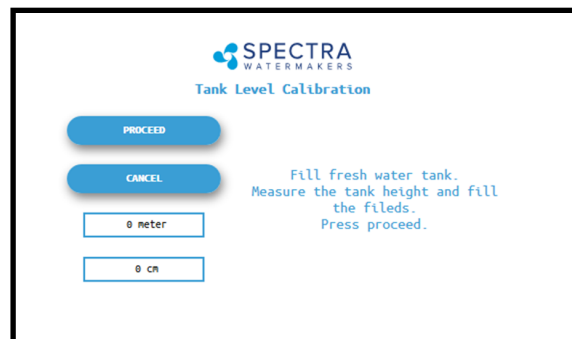 SPECTRA
WATERMAKERS
Tank Level Calibration
PROCEED
CANCEL
0 meter
0 cm
Fill fresh water tank.
Measure the tank height and fill
the fileds.
Press proceed.